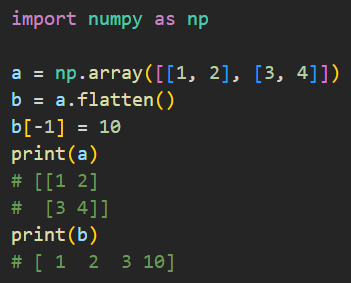 import numpy as np

a = np.array([[1, 2], [3, 4]])
b = a.flatten()
b[-1] = 10
print(a)
# [[1 2]
#  [3 4]]
print(b)
# [ 1  2  3 10]